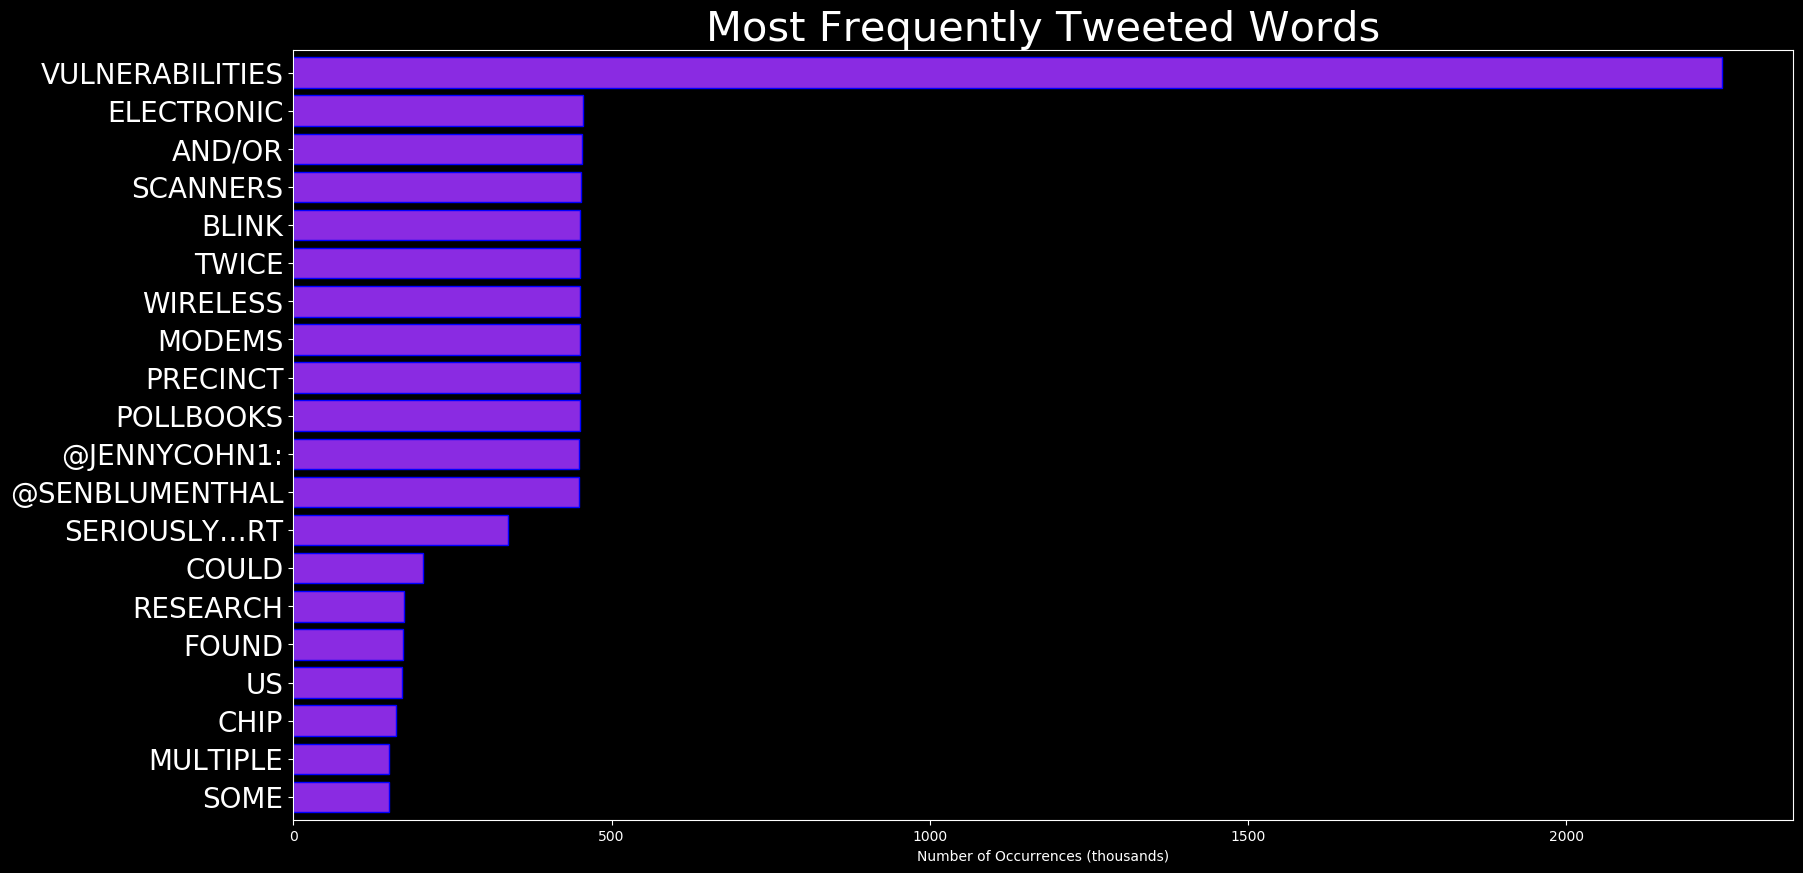 Most Frequently Tweeted Words
VULNERABILITIES
ELECTRONIC
AND/OR
SCANNERS
BLINK
TWICE
WIRELESS
MODEMS
PRECINCT
POLLBOOKS
@JENNYCOHN1:
@SENBLUMENTHAL
SERIOUSLY...RT
COULD
RESEARCH
FOUND
US
CHIP
MULTIPLE
SOME
0 500 1000 1500 2000
Number of Occurrences (thousands)